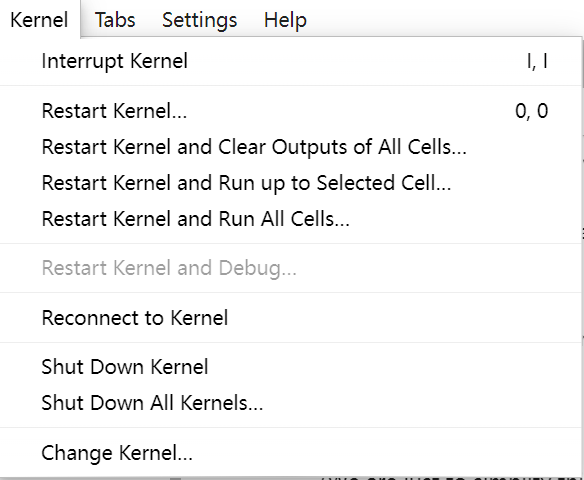 Kernel Tabs Settings Help
Interrupt Kernel I, I
Restart Kernel... 0, 0
Restart Kernel and Clear Outputs of All Cells...
Restart Kernel and Run up to Selected Cell...
Restart Kernel and Run All Cells...
Restart Kernel and Debug...
Reconnect to Kernel
Shut Down Kernel
Shut Down All Kernels...
Change Kernel...